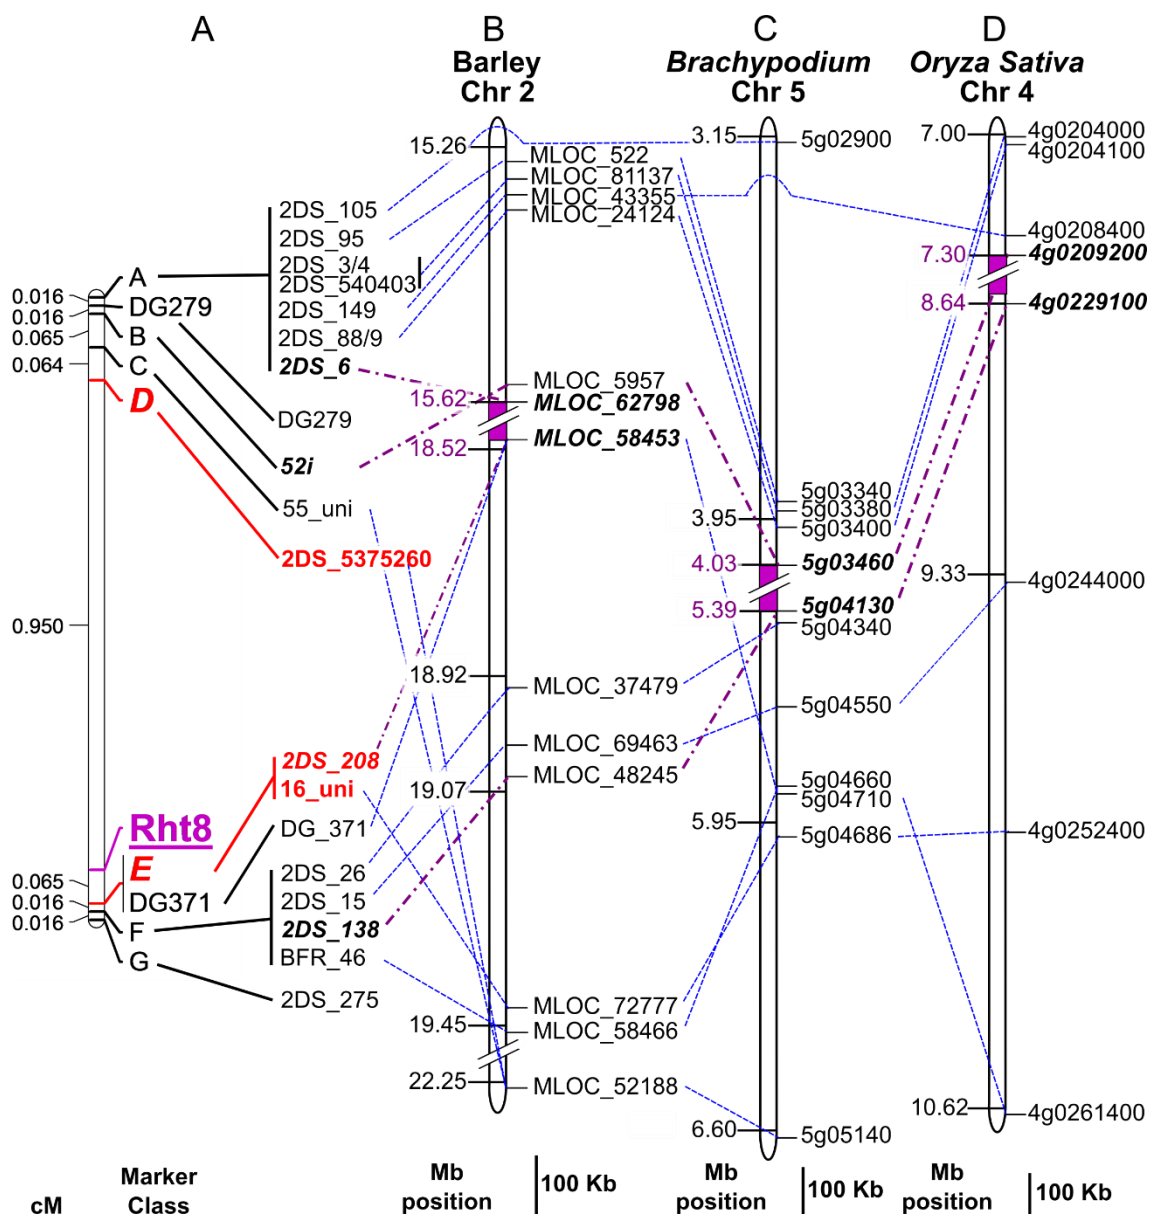 A
B
C
D
Barley
Chr 2
Brachypodium
Chr 5
Oryza Sativa
Chr 4
0.016
0.016
0.065
0.064
0.950
0.065
0.016
0.016
A
DG279
B
C
D
Rht8
E
DG371
F
G
2DS_105
2DS_95
2DS_3/4
2DS_540403
2DS_149
2DS_88/9
2DS_6
DG279
52i
55_uni
2DS_5375260
2DS_208
16_uni
DG_371
2DS_26
2DS_15
2DS_138
BFR_46
2DS_275
15.26
15.62
18.52
18.92
19.07
19.45
22.25
MLOC_522
MLOC_81137
MLOC_43355
MLOC_24124
MLOC_5957
MLOC_62798
MLOC_58453
MLOC_37479
MLOC_69463
MLOC_48245
MLOC_72777
MLOC_58466
MLOC_52188
3.15
3.95
4.03
5.39
5.95
6.60
5g02900
5g03340
5g03380
5g03400
5g03460
5g04130
5g04340
5g04550
5g04660
5g04710
5g04686
5g05140
7.00
7.30
8.64
9.33
10.62
4g0204000
4g0204100
4g0208400
4g0209200
4g0229100
4g0244000
4g0252400
4g0261400
cM
Marker
Class
Mb
position
100 Kb
Mb
position
100 Kb
Mb
position
100 Kb